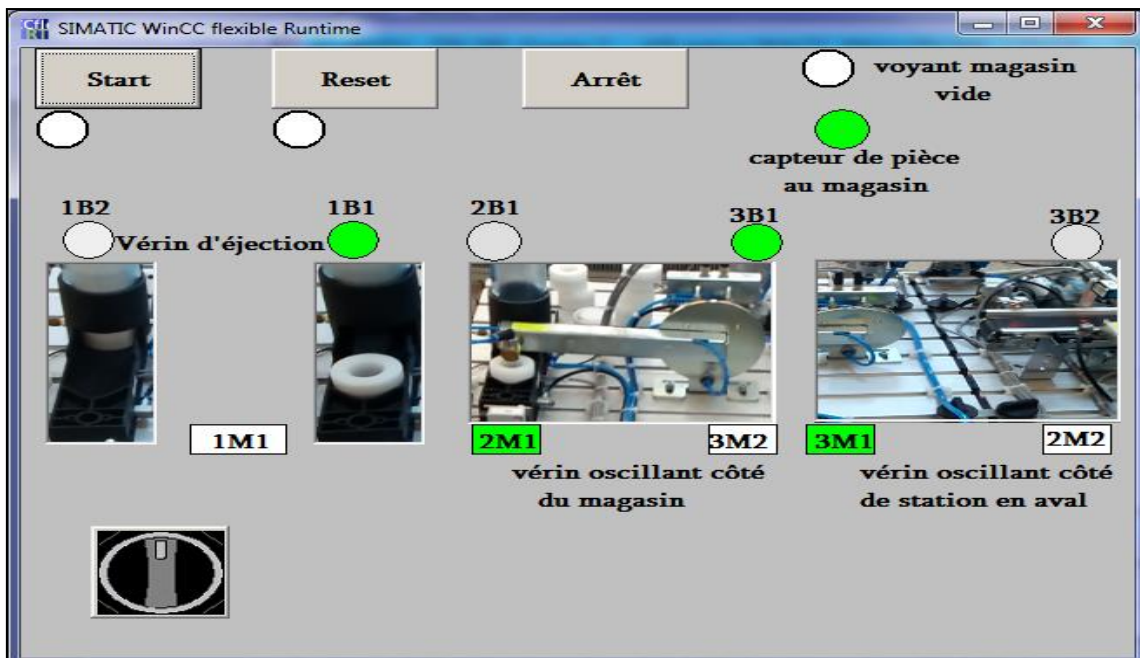 SIMATIC WinCC flexible Runtime
Start
Reset
Arrêt
voyant magasin
vide
capteur de pièce
au magasin
1B2
1B1
2B1
3B1
3B2
Vérin d'éjection
1M1
2M1
3M2
3M1
2M2
vérin oscillant côté
du magasin
vérin oscillant côté
de station en aval